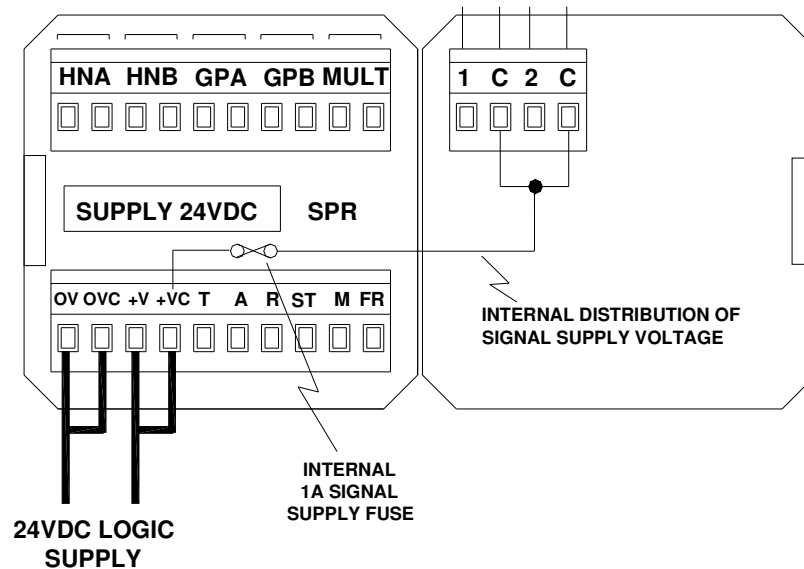 HNA HNB GPA GPB MULT
1 C 2 C
SUPPLY 24VDC SPR
OV OVC +V +VC T A R ST M FR
INTERNAL DISTRIBUTION OF
SIGNAL SUPPLY VOLTAGE
INTERNAL
1A SIGNAL
SUPPLY FUSE
24VDC LOGIC
SUPPLY